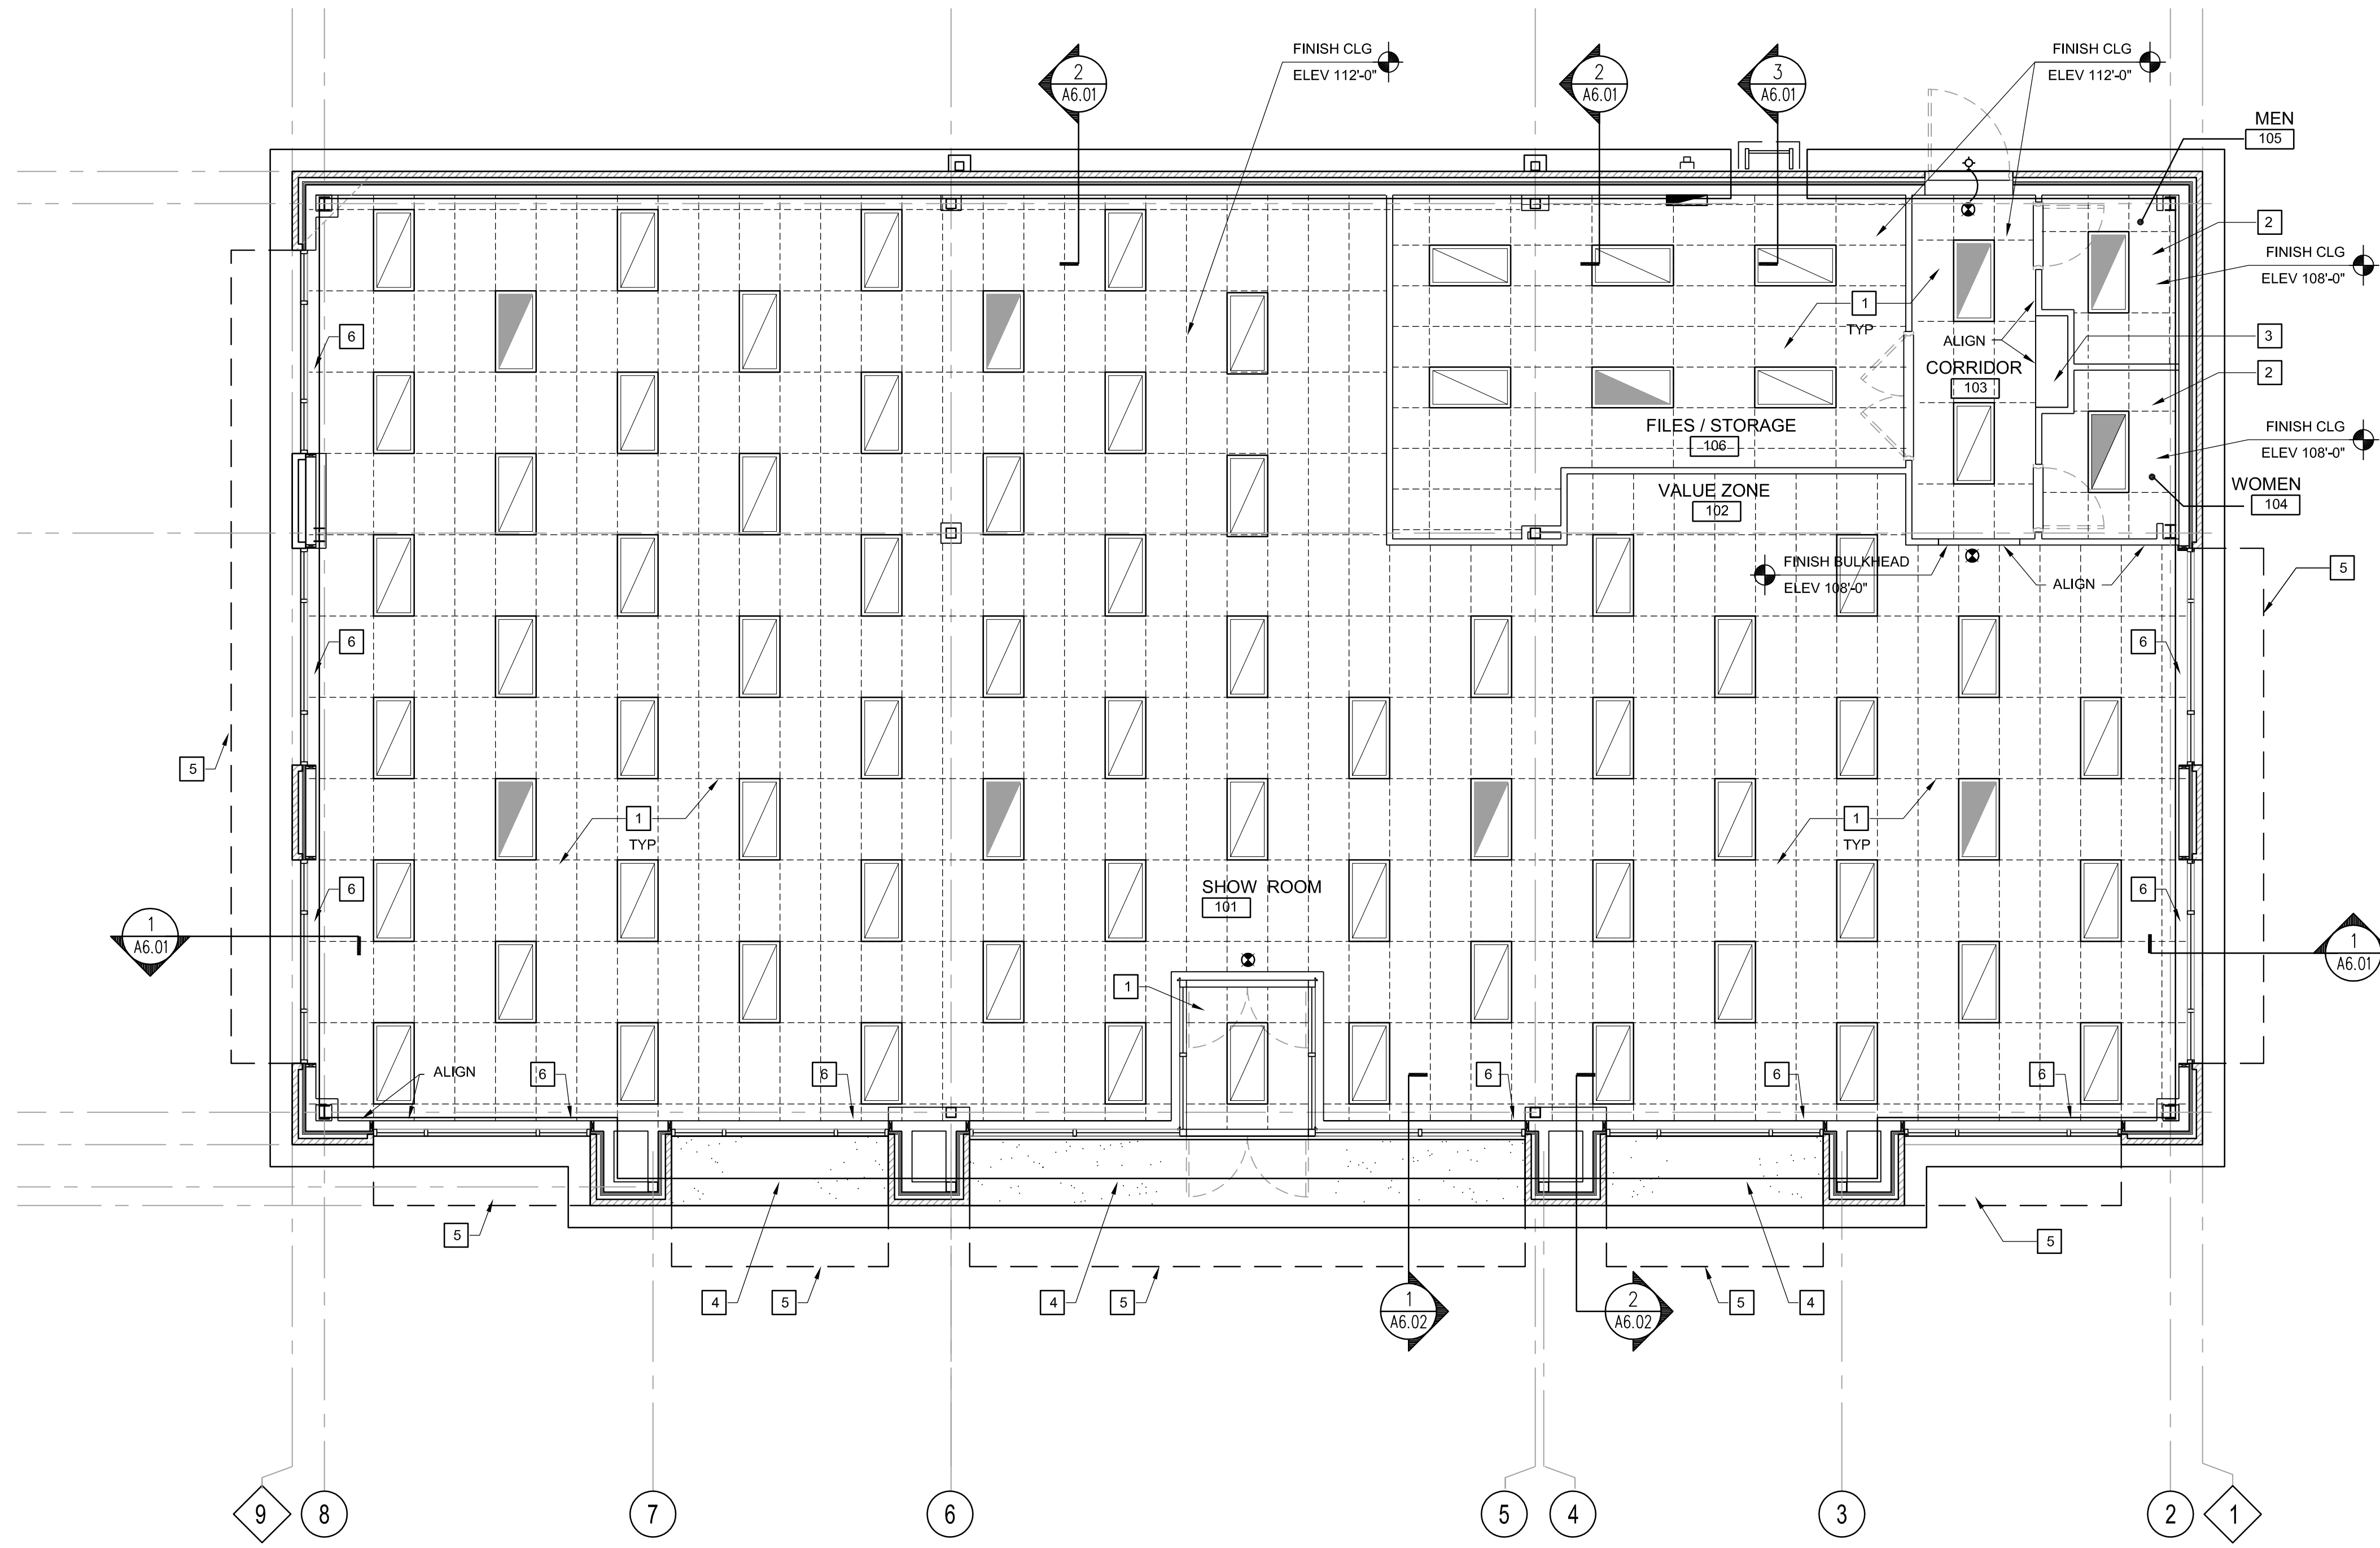 FINISH CLG
ELEV 112'-0"
FINISH CLG
ELEV 112'-0"
2
A6.01
2
A6.01
3
A6.01
MEN
105
2
FINISH CLG
ELEV 108'-0"
1
TYP
6
ALIGN
3
CORRIDOR
103
2
FILES / STORAGE
106
FINISH CLG
ELEV 108'-0"
VALUE ZONE
102
WOMEN
104
FINISH BULKHEAD
ELEV 108'-0"
ALIGN
5
6
6
5
1
TYP
1
TYP
SHOW ROOM
101
6
6
1
A6.01
1
A6.01
1
ALIGN
6
6
6
6
6
5
5
4
5
4
5
1
A6.02
2
A6.02
5
4
9
8
7
6
5
4
3
2
1